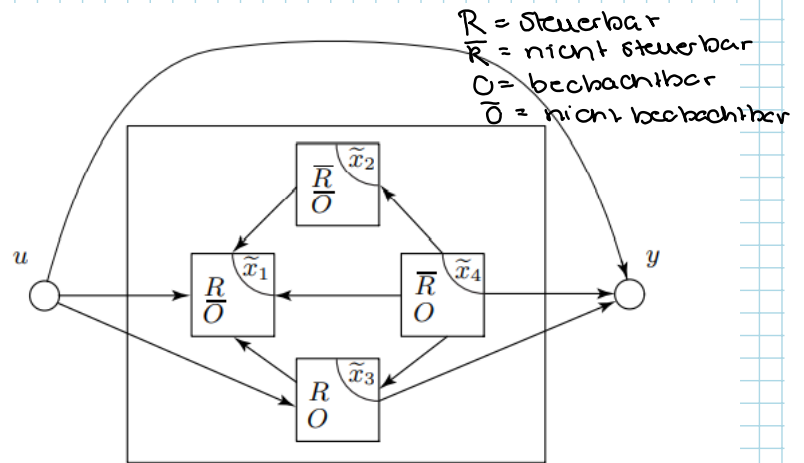 R = steuerbar
R̅ = nicht steuerbar
O = beobachtbar
O̅ = nicht beobachtbar
x̃₂
R̅
O̅
u
y
x̃₁
R
O̅
x̃₄
R̅
O
x̃₃
R
O